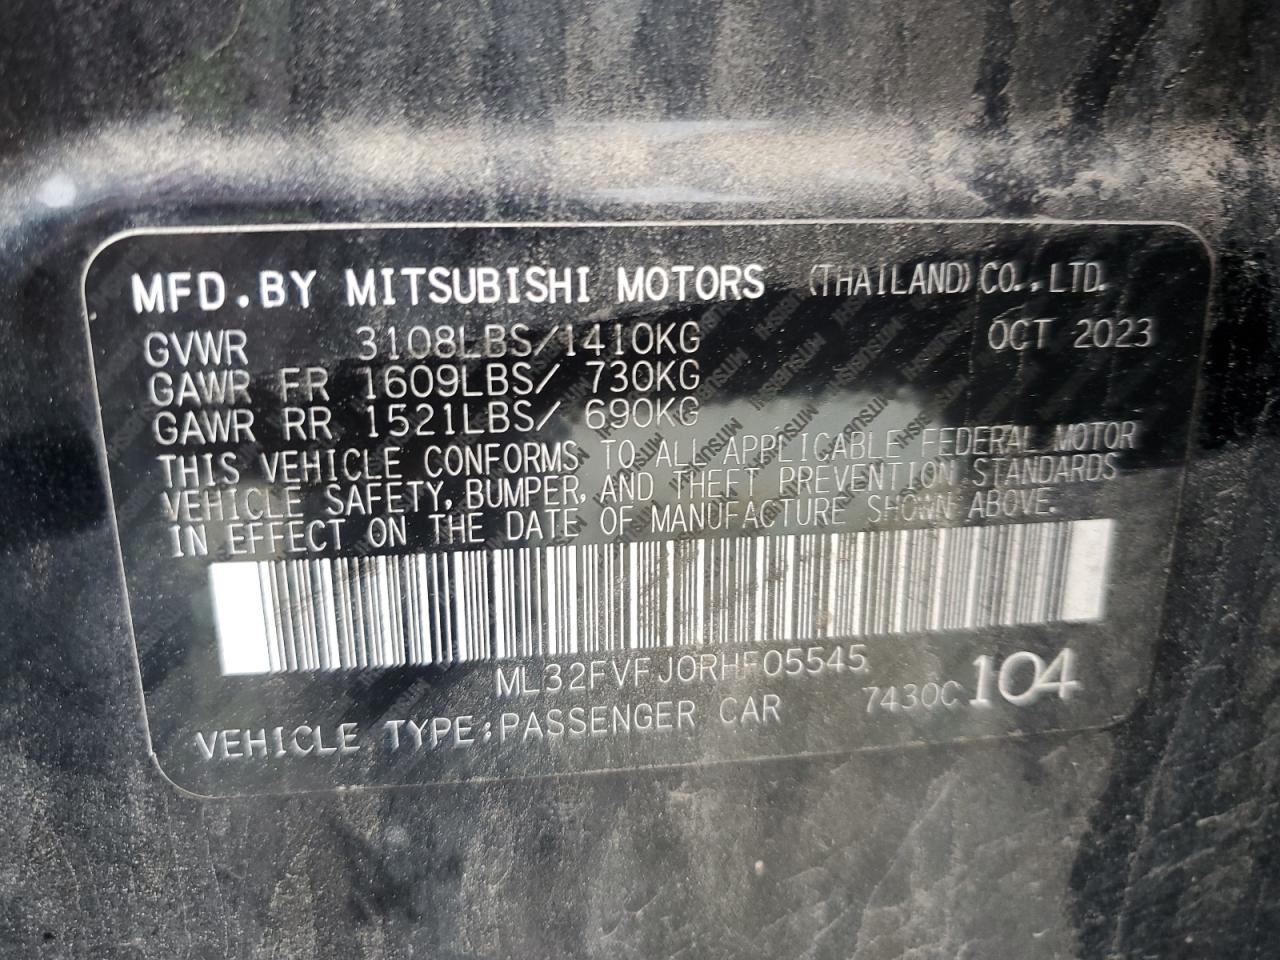 MFD.BY MITSUBISHI MOTORS (THAILAND) CO.,LTD.
GVWR 3108LBS/1410KG OCT 2023
GAWR FR 1609LBS/ 730KG
GAWR RR 1521LBS/ 690KG
THIS VEHICLE CONFORMS TO ALL APPLICABLE FEDERAL MOTOR
VEHICLE SAFETY, BUMPER, AND THEFT PREVENTION STANDARDS
IN EFFECT ON THE DATE OF MANUFACTURE SHOWN ABOVE.
ML32FVFJ0RHF05545
7430C 104
VEHICLE TYPE:PASSENGER CAR